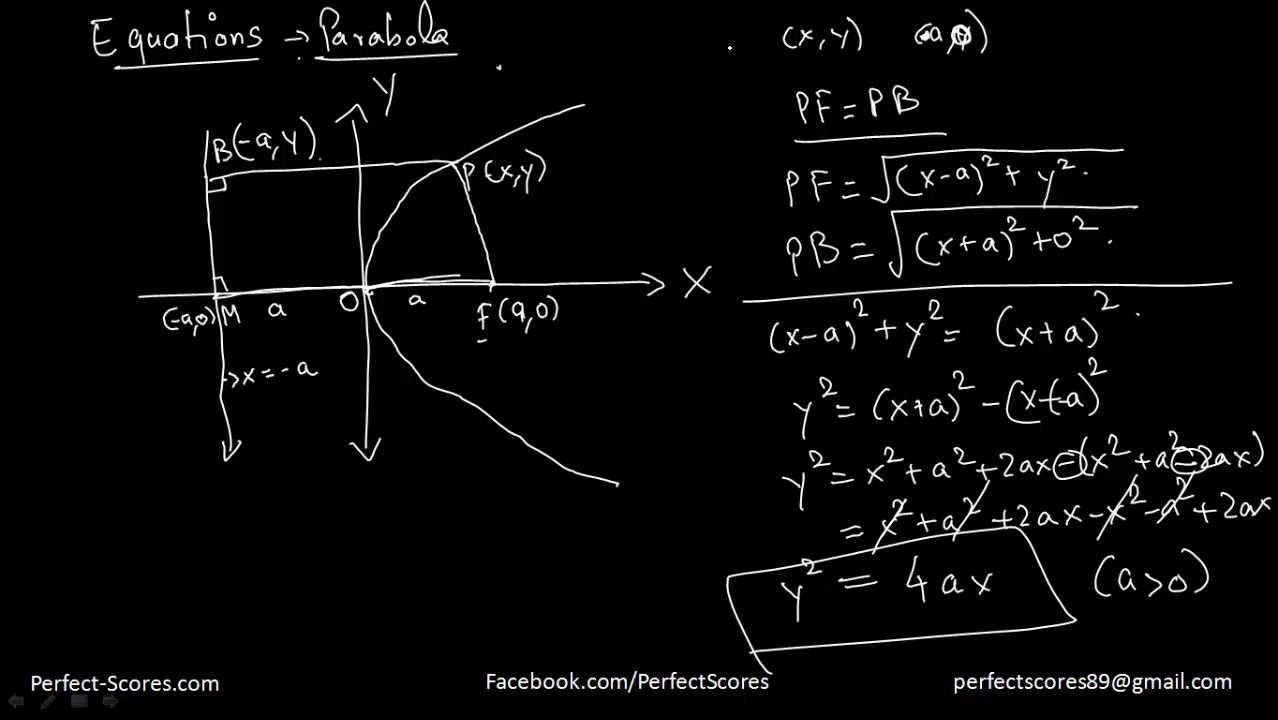 Equations → Parabola
Y
B(-a, y)
P(x, y)
X
(-a,0) M
a
O
a
F(a,0)
→ x = -a
(x, y)
PF = PB
PF = √((x-a)² + y²)
PB = √((x+a)² + 0²)
(x-a)² + y² = (x+a)²
y² = (x+a)² - (x-a)²
y² = x² + a² + 2ax - (x² + a² - 2ax)
= x² + a² + 2ax - x² - a² + 2ax
y² = 4ax (a>0)
Perfect-Scores.com
Facebook.com/PerfectScores
perfectscores89@gmail.com